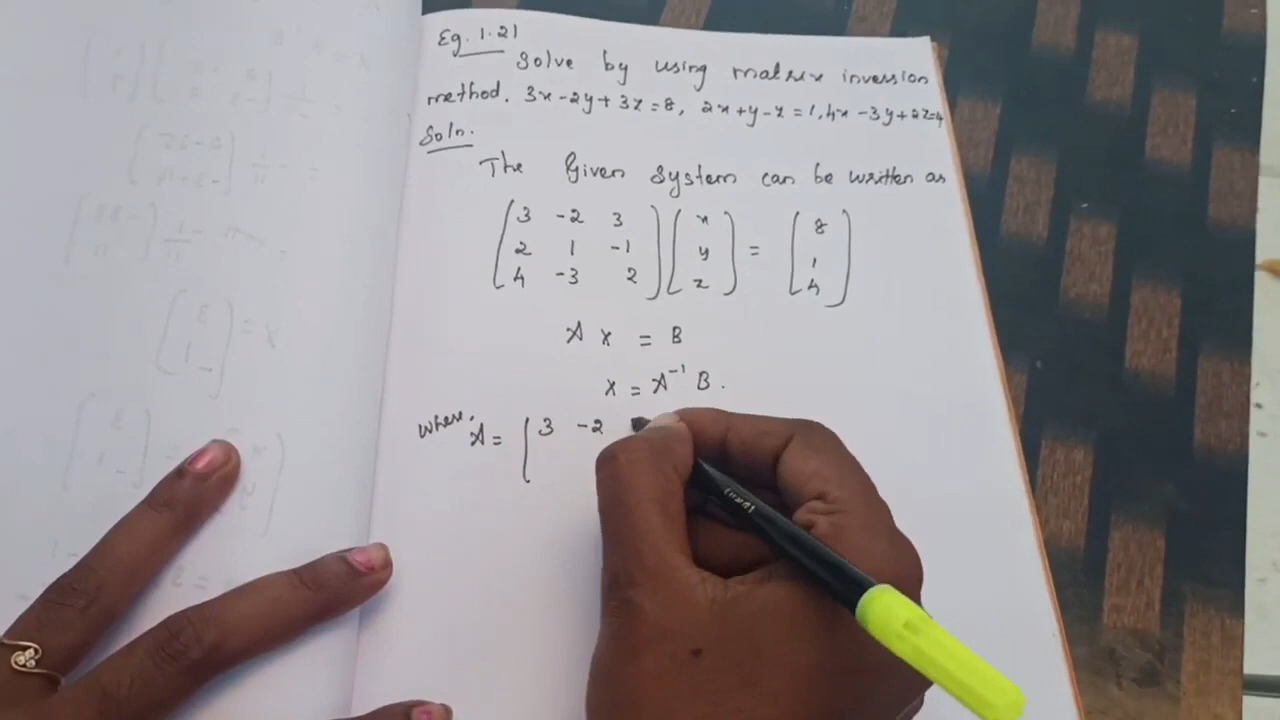 Eg. 1.21
Solve by using matrix inversion
method. 3x-2y+3z=8, 2x+y-z=1, 4x-3y+2z=4
Soln.
The Given System can be written as
3 -2 3 x 8
2 1 -1 y = 1
4 -3 2 z 4
A X = B
X = A⁻¹ B.
Where, A = 3 -2